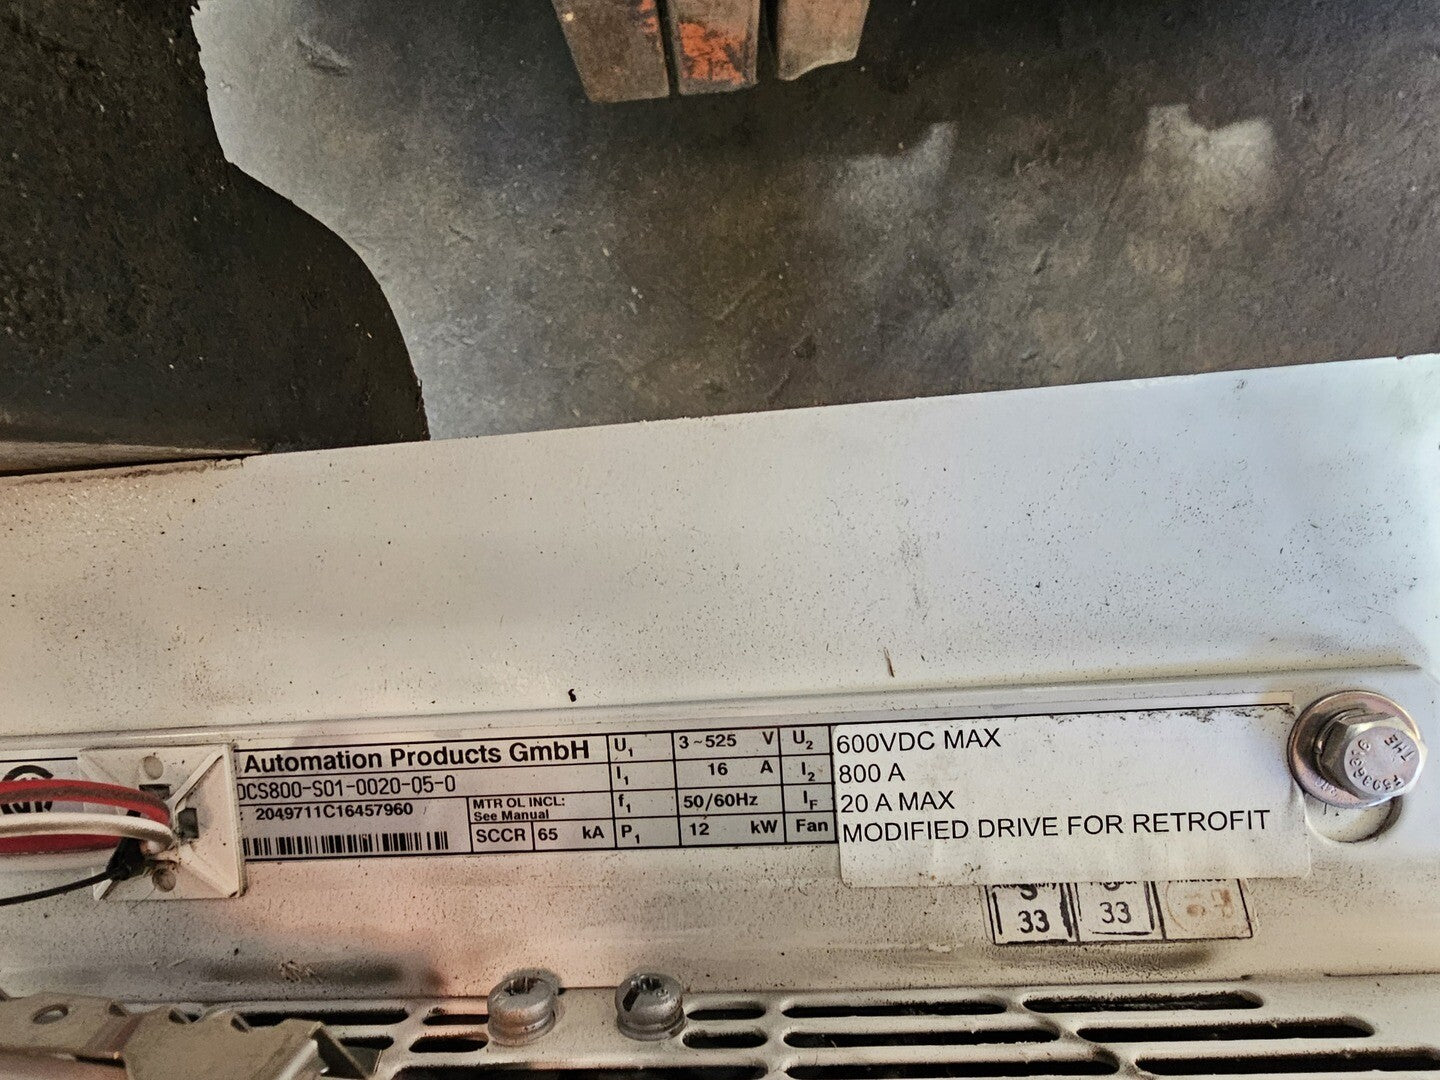 Automation Products GmbH
DCS800-S01-0020-05-0
: 2049711C16457960
MTR OL INCL:
See Manual
SCCR 65 kA
U1 3~525 V U2
I1 16 A I2
f1 50/60Hz IF
P1 12 kW Fan
600VDC MAX
800 A
20 A MAX
MODIFIED DRIVE FOR RETROFIT
33 33
THE